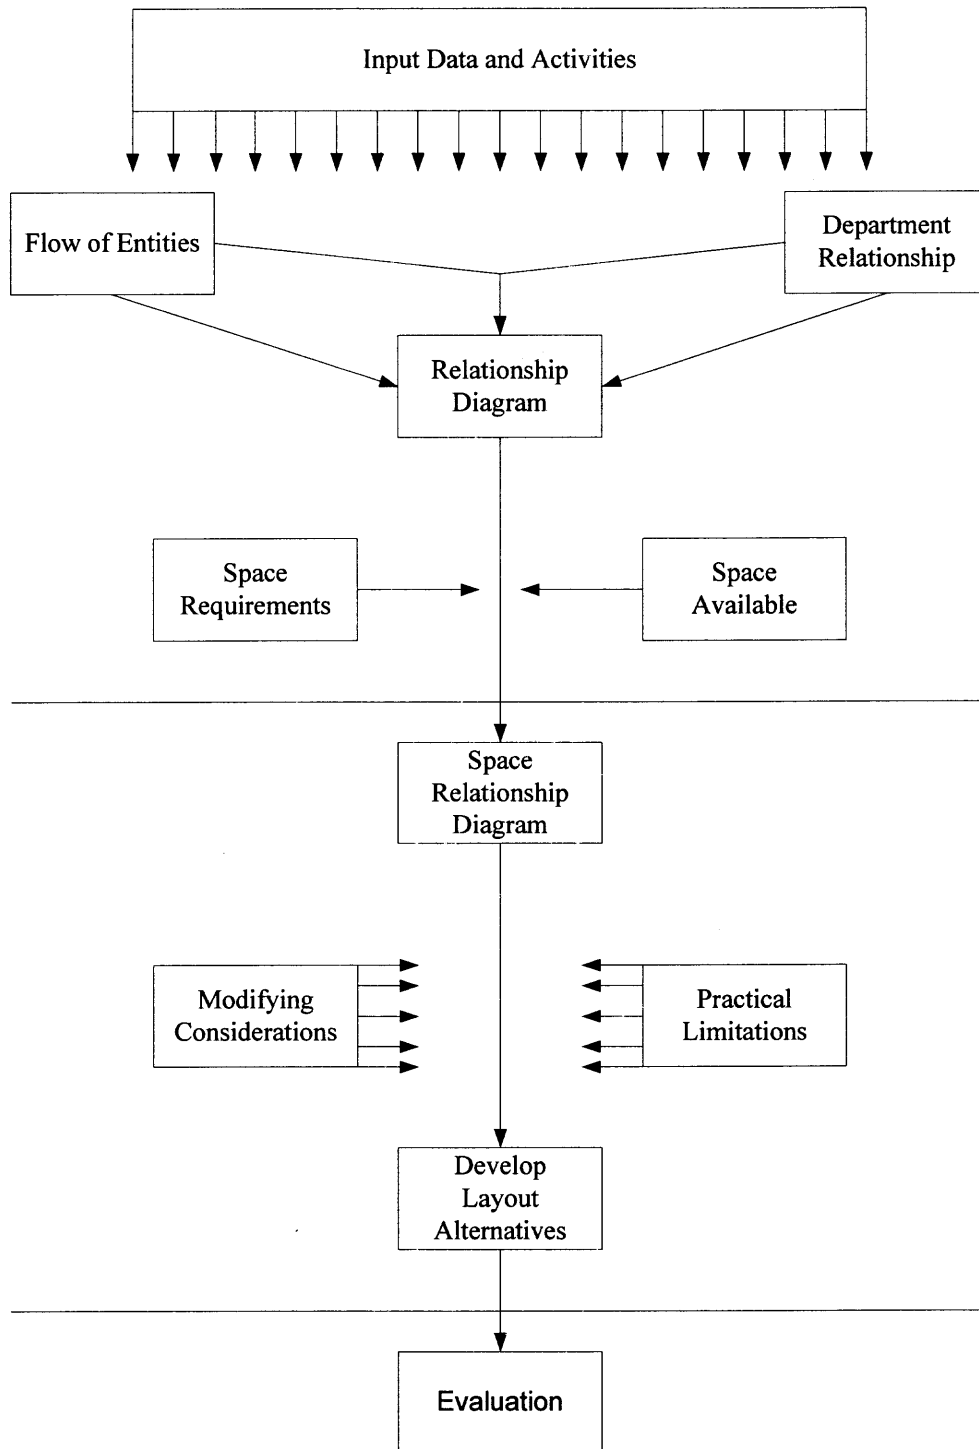 Input Data and Activities
Flow of Entities
Department
Relationship
Relationship
Diagram
Space
Requirements
Space
Available
Space
Relationship
Diagram
Modifying
Considerations
Practical
Limitations
Develop
Layout
Alternatives
Evaluation